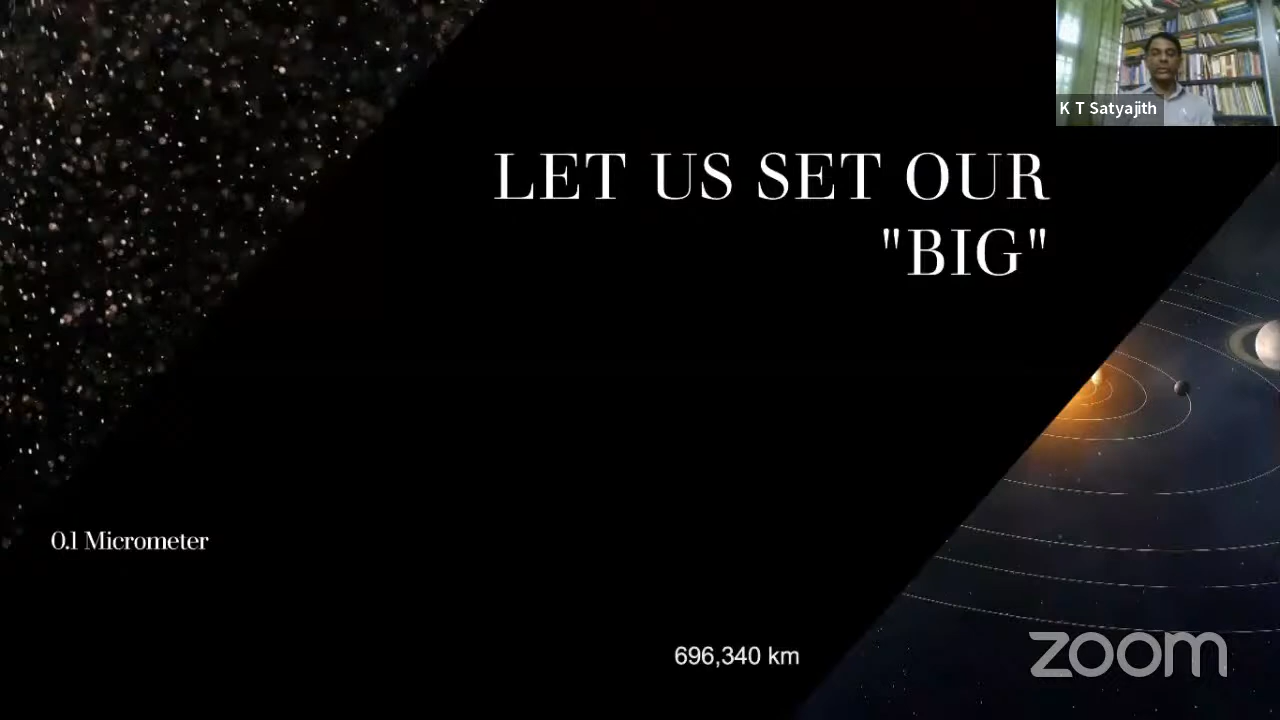 K T Satyajith
LET US SET OUR
"BIG"
0.1 Micrometer
696,340 km
zoom